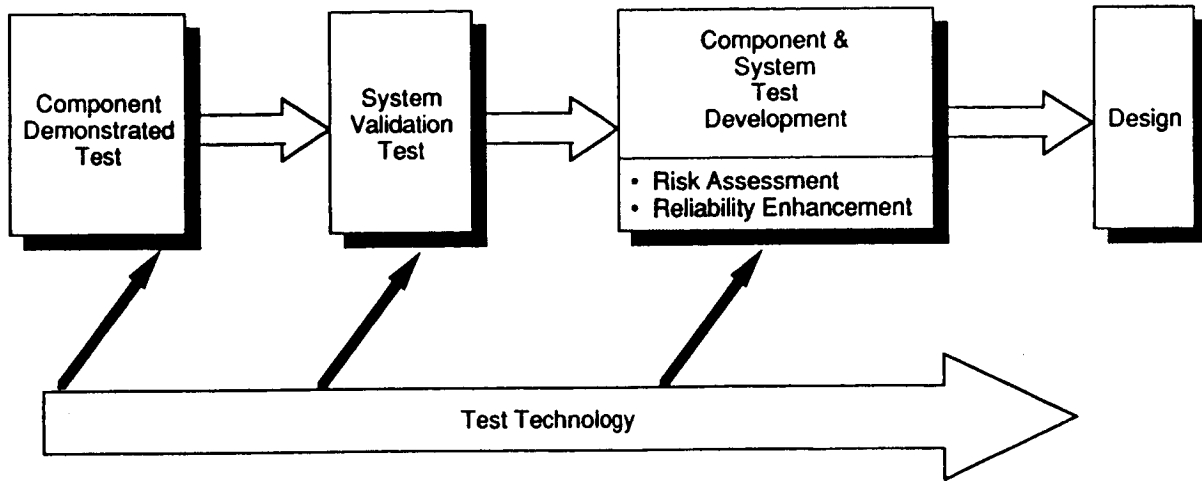 Component
Demonstrated
Test
System
Validation
Test
Component &
System
Test
Development
• Risk Assessment
• Reliability Enhancement
Design
Test Technology